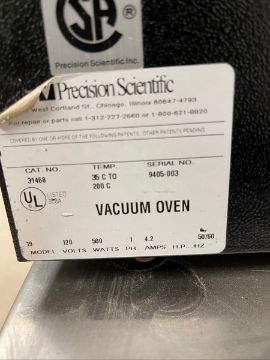 SA
®
Precision Scientific Inc.
Precision Scientific
West Cortland St., Chicago, Illinois 60647-4793
For repair or parts call 1-312-227-2660 or 1-800-621-8820
COVERED BY ONE OR MORE OF THE FOLLOWING PATENTS. OTHER PATENTS PENDING.
CAT. NO. TEMP. SERIAL NO.
31468 35 C TO 9405-003
200 C
UL ® LISTED
VACUUM OVEN
19 120 500 1 4.2 50/60
MODEL VOLTS WATTS PH. AMPS H.P. HZ